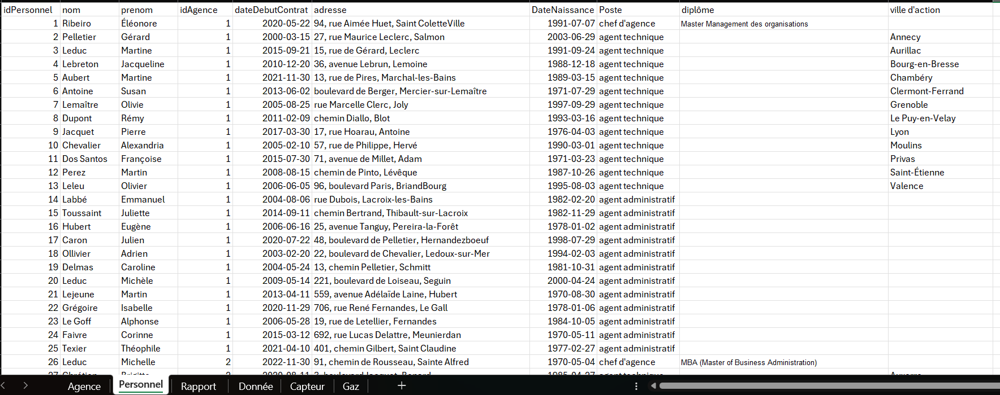 idPersonnel nom prenom idAgence dateDebutContrat adresse DateNaissance Poste diplôme ville d'action
1 Ribeiro Éléonore 1 2020-05-22 94, rue Aimée Huet, Saint ColetteVille 1991-07-07 chef d'agence Master Management des organisations
2 Pelletier Gérard 1 2000-03-15 27, rue Maurice Leclerc, Salmon 2003-06-29 agent technique Annecy
3 Leduc Martine 1 2015-09-21 15, rue de Gérard, Leclerc 1991-09-24 agent technique Aurillac
4 Lebreton Jacqueline 1 2010-12-20 36, avenue Lebrun, Lemoine 1988-12-18 agent technique Bourg-en-Bresse
5 Aubert Martine 1 2021-11-30 13, rue de Pires, Marchal-les-Bains 1989-03-15 agent technique Chambéry
6 Antoine Susan 1 2013-06-02 boulevard de Berger, Mercier-sur-Lemaître 1971-07-29 agent technique Clermont-Ferrand
7 Lemaître Olivie 1 2005-08-25 rue Marcelle Clerc, Joly 1997-09-29 agent technique Grenoble
8 Dupont Rémy 1 2011-02-09 chemin Diallo, Blot 1993-03-16 agent technique Le Puy-en-Velay
9 Jacquet Pierre 1 2017-03-30 17, rue Hoarau, Antoine 1976-04-03 agent technique Lyon
10 Chevalier Alexandria 1 2005-02-10 57, rue de Philippe, Hervé 1990-03-01 agent technique Moulins
11 Dos Santos Françoise 1 2015-07-30 71, avenue de Millet, Adam 1971-03-23 agent technique Privas
12 Perez Martin 1 2008-08-15 chemin de Pinto, Lévêque 1987-10-26 agent technique Saint-Étienne
13 Leleu Olivier 1 2006-06-05 96, boulevard Paris, BriandBourg 1995-08-03 agent technique Valence
14 Labbé Emmanuel 1 2004-08-06 rue Dubois, Lacroix-les-Bains 1982-02-20 agent administratif
15 Toussaint Juliette 1 2014-09-11 chemin Bertrand, Thibault-sur-Lacroix 1982-11-29 agent administratif
16 Hubert Eugène 1 2006-06-16 25, avenue Tanguy, Pereira-la-Forêt 1978-01-02 agent administratif
17 Caron Julien 1 2020-07-22 48, boulevard de Pelletier, Hernandezboeuf 1998-07-29 agent administratif
18 Ollivier Adrien 1 2003-02-20 22, boulevard de Chevalier, Ledoux-sur-Mer 1994-02-03 agent administratif
19 Delmas Caroline 1 2004-05-24 13, chemin Pelletier, Schmitt 1981-10-31 agent administratif
20 Leduc Michèle 1 2009-05-14 221, boulevard de Loiseau, Seguin 2000-04-24 agent administratif
21 Lejeune Martin 1 2013-04-11 559, avenue Adélaïde Laine, Hubert 1970-08-30 agent administratif
22 Grégoire Isabelle 1 2020-11-29 706, rue René Fernandes, Le Gall 1978-01-06 agent administratif
23 Le Goff Alphonse 1 2006-05-28 19, rue de Letellier, Fernandes 1984-10-05 agent administratif
24 Faivre Corinne 1 2015-03-12 692, rue Lucas Delattre, Meunierdan 1970-05-11 agent administratif
25 Texier Théophile 1 2021-04-10 401, chemin Gilbert, Saint Claudine 1977-02-27 agent administratif
26 Leduc Michelle 2 2022-11-30 91, chemin de Rousseau, Sainte Alfred 1970-05-04 chef d'agence MBA (Master of Business Administration)
Agence Personnel Rapport Donnée Capteur Gaz